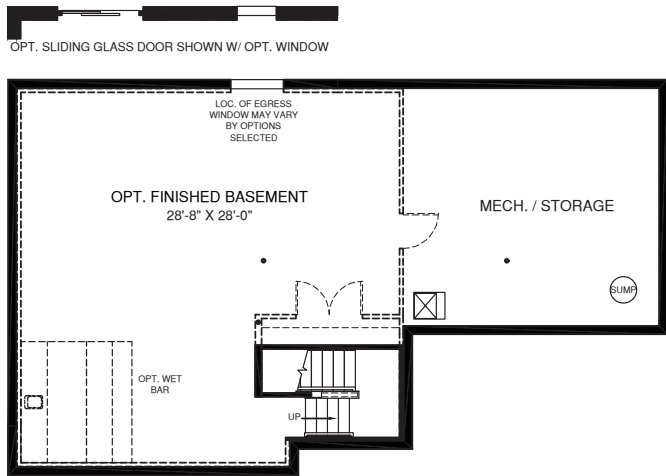 OPT. SLIDING GLASS DOOR SHOWN W/ OPT. WINDOW
LOC. OF EGRESS
WINDOW MAY VARY
BY OPTIONS
SELECTED
OPT. FINISHED BASEMENT
28'-8" X 28'-0"
MECH. / STORAGE
SUMP
OPT. WET
BAR
UP